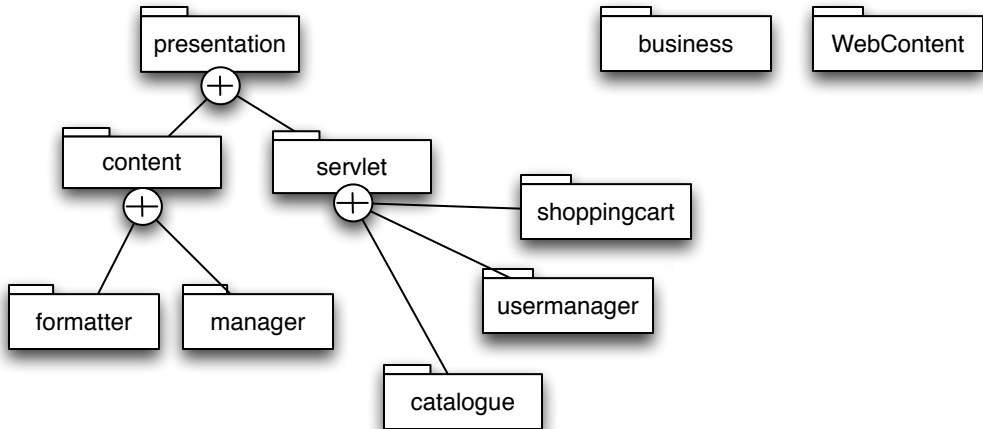 presentation
business
WebContent
content
servlet
shoppingcart
usermanager
formatter
manager
catalogue